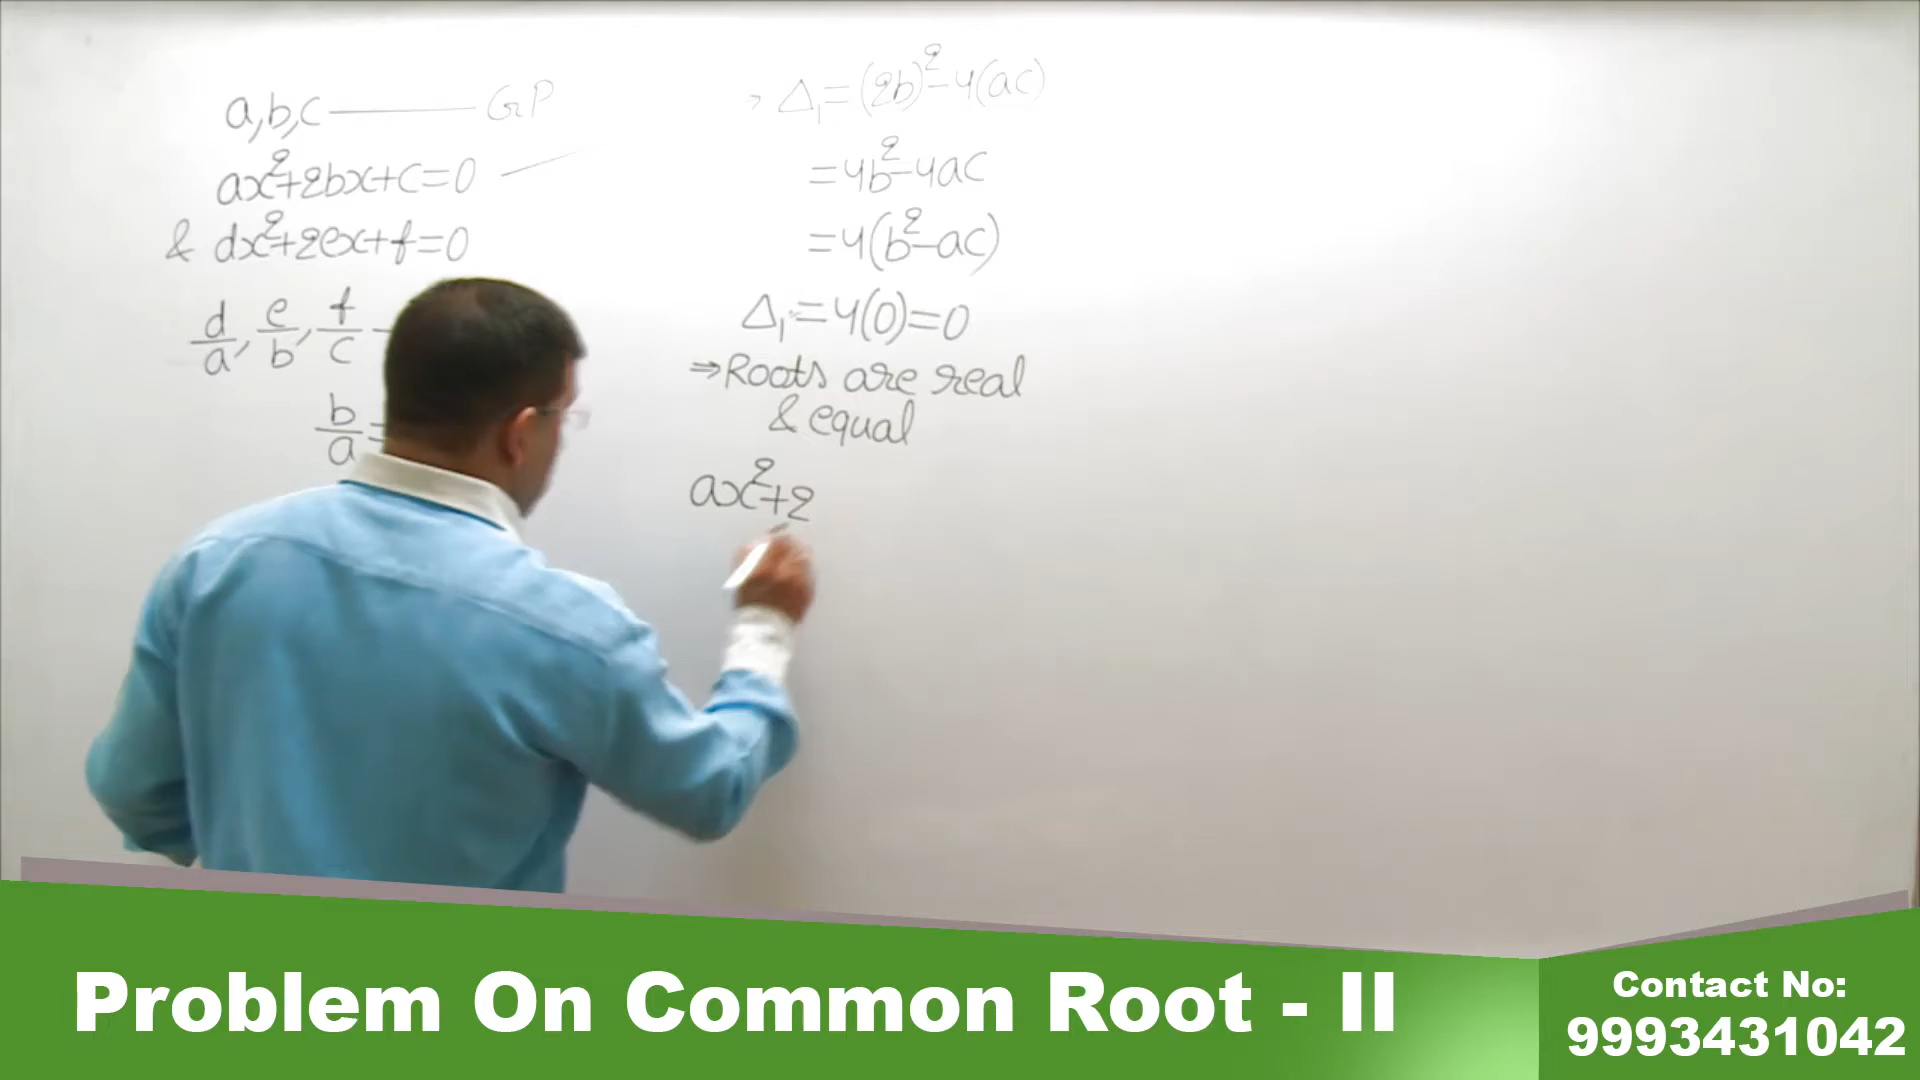 a,b,c —— GP
ax²+2bx+c=0
& dx²+2ex+f=0
d/a, e/b, f/c -
b/a =
→ Δ₁=(2b)²-4(ac)
=4b²-4ac
=4(b²-ac)
Δ₁=4(0)=0
⇒Roots are real
& equal
ax²+2
Problem On Common Root - II
Contact No:
9993431042